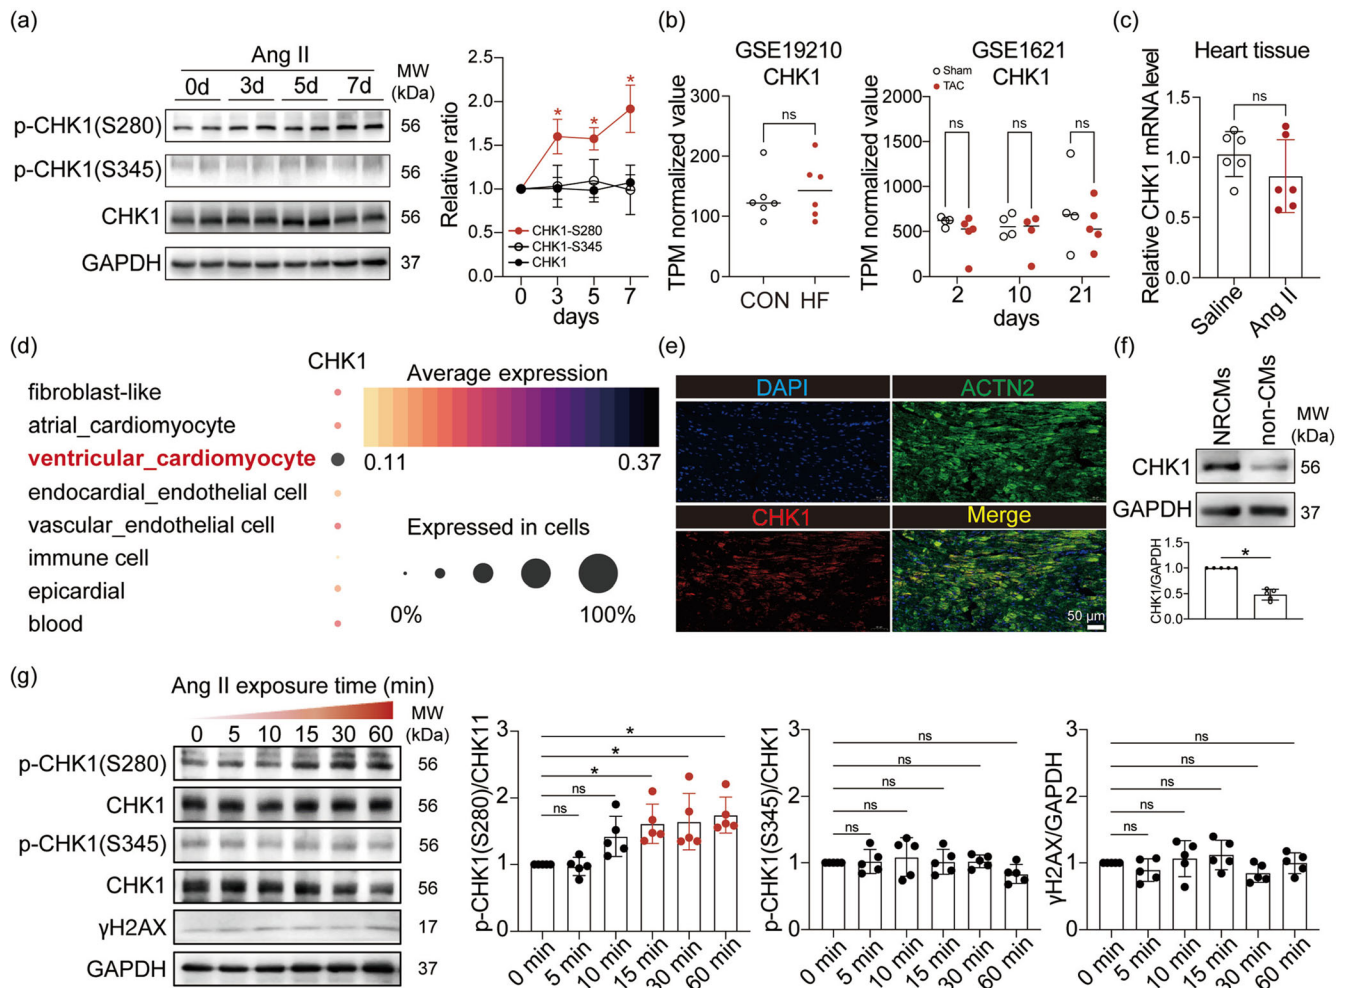 (a)
Ang II
MW
(kDa)
0d 3d 5d 7d
p-CHK1(S280) 56
p-CHK1(S345) 45
CHK1 56
GAPDH 37
Relative ratio
2.5
2.0
1.5
1.0
0.5
0.0
* * *
CHK1-S280
CHK1-S345
CHK1
0 3 5 7
days
(b)
GSE19210
CHK1
TPM normalized value
300
200
100
0
ns
CON HF
GSE1621
CHK1
Sham
TAC
TPM normalized value
2000
1500
1000
500
0
ns ns ns
2 10 21
days
(c)
Heart tissue
Relative CHK1 mRNA level
1.5
1.0
0.5
0.0
ns
Saline Ang II
(d)
CHK1
fibroblast-like
atrial_cardiomyocyte
ventricular_cardiomyocyte
endocardial_endothelial cell
vascular_endothelial cell
immune cell
epicardial
blood
Average expression
0.11 0.37
Expressed in cells
0% 100%
(e)
DAPI ACTN2
CHK1 Merge
50 μm
(f)
NRCMs non-CMs
MW
(kDa)
CHK1 56
GAPDH 37
CHK1/GAPDH
1.0
0.5
0.0
*
(g)
Ang II exposure time (min)
MW
(kDa)
0 5 10 15 30 60
p-CHK1(S280) 56
CHK1 56
p-CHK1(S345) 56
CHK1 56
γH2AX 17
GAPDH 37
p-CHK1(S280)/CHK11
3
2
1
0
*
*
*
ns
ns
0 min 5 min 10 min 15 min 30 min 60 min
p-CHK1(S345)/CHK1
3
2
1
0
ns
ns
ns
ns
ns
0 min 5 min 10 min 15 min 30 min 60 min
γH2AX/GAPDH
3
2
1
0
ns
ns
ns
ns
ns
0 min 5 min 10 min 15 min 30 min 60 min